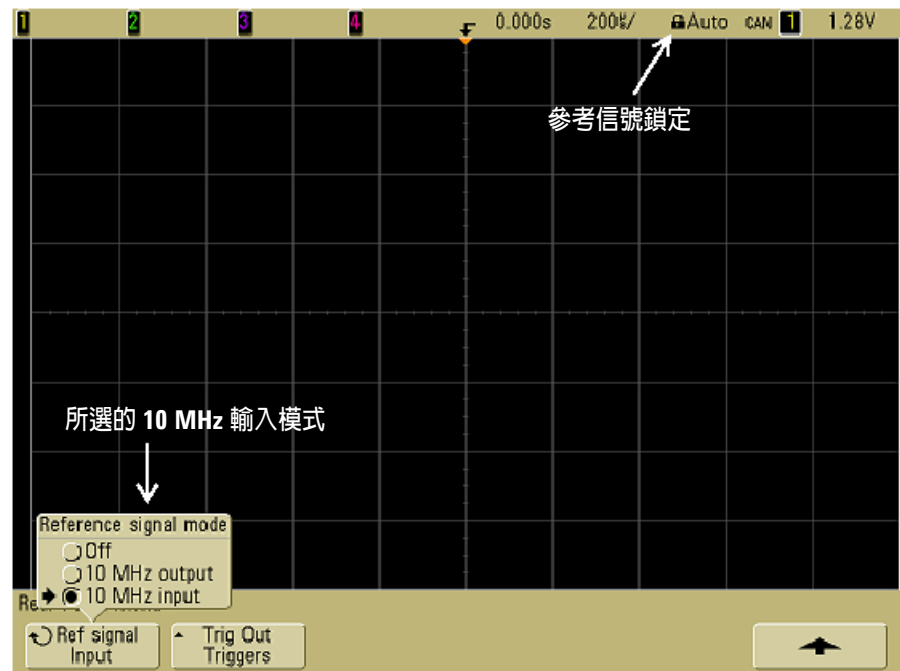 1 2 3 4 0.000s 200㎲/ Auto CAN 1 1.28V
參考信號鎖定
所選的 10 MHz 輸入模式
Reference signal mode
Off
10 MHz output
10 MHz input
Ref signal
Input
Trig Out
Triggers